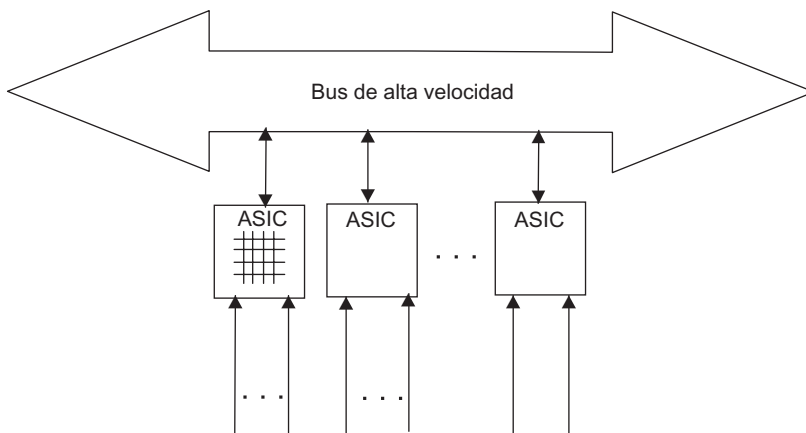 Bus de alta velocidad
ASIC ASIC ASIC
. . .
. . . . . .